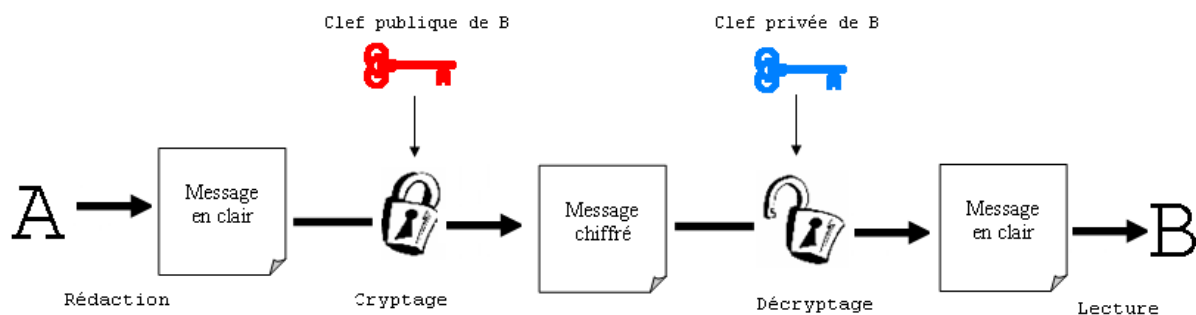 Clef publique de B
Clef privée de B
A
Message
en clair
Message
chiffré
Message
en clair
B
Rédaction
Cryptage
Décryptage
Lecture